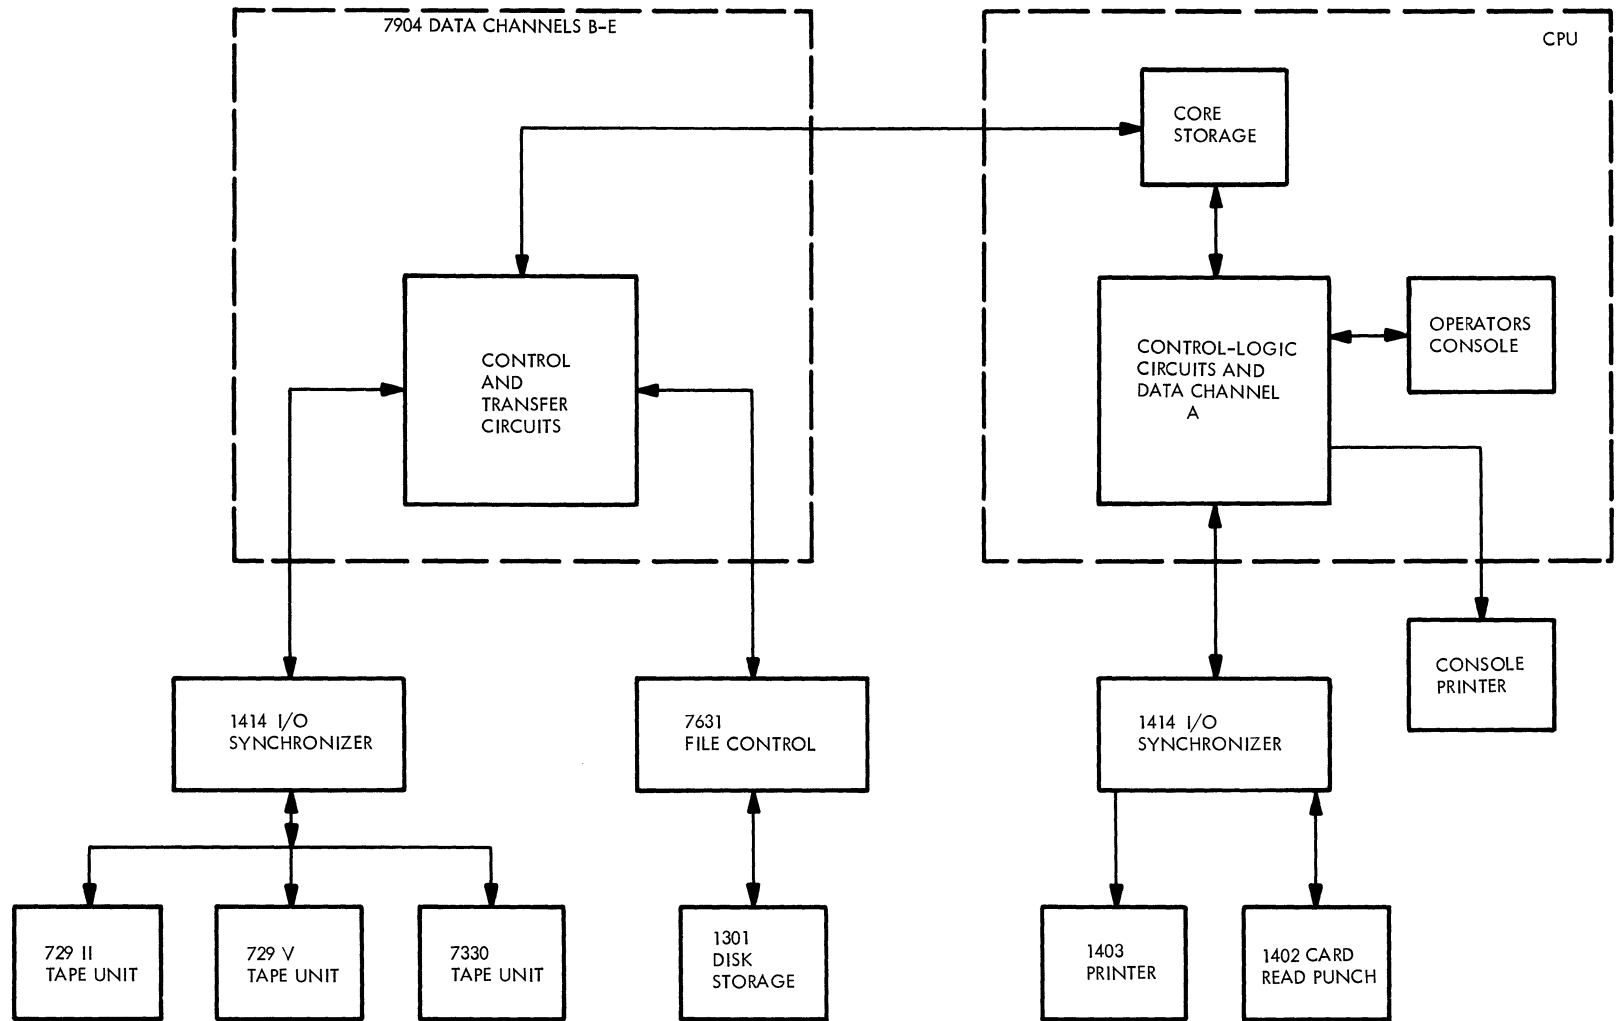 7904 DATA CHANNELS B-E
CPU
CORE
STORAGE
CONTROL
AND
TRANSFER
CIRCUITS
CONTROL-LOGIC
CIRCUITS AND
DATA CHANNEL
A
OPERATORS
CONSOLE
CONSOLE
PRINTER
1414 I/O
SYNCHRONIZER
7631
FILE CONTROL
1414 I/O
SYNCHRONIZER
729 II
TAPE UNIT
729 V
TAPE UNIT
7330
TAPE UNIT
1301
DISK
STORAGE
1403
PRINTER
1402 CARD
READ PUNCH